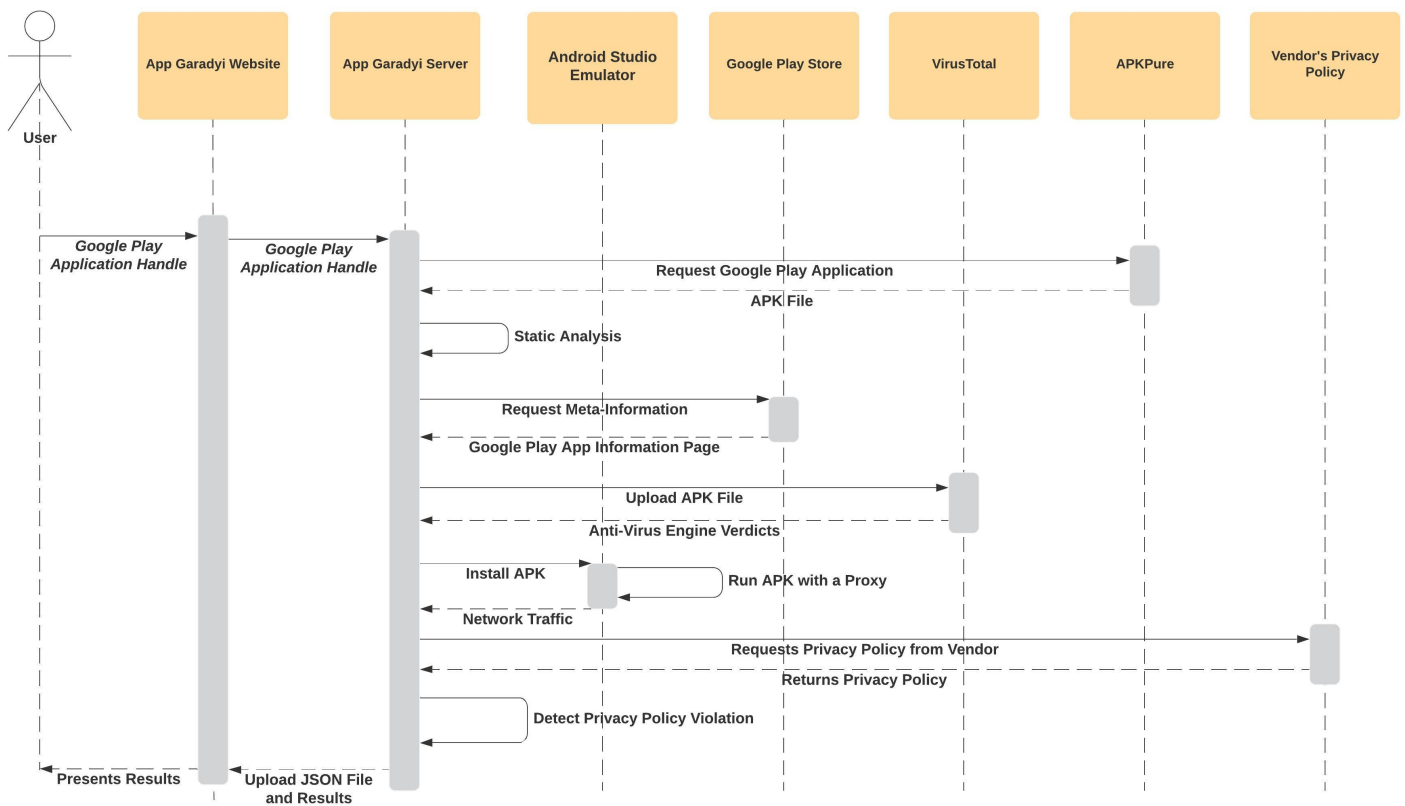 App Garadyi Website
App Garadyi Server
Android Studio
Emulator
Google Play Store
VirusTotal
APKPure
Vendor's Privacy
Policy
User
Google Play
Application Handle
Google Play
Application Handle
Request Google Play Application
APK File
Static Analysis
Request Meta-Information
Google Play App Information Page
Upload APK File
Anti-Virus Engine Verdicts
Install APK
Run APK with a Proxy
Network Traffic
Requests Privacy Policy from Vendor
Returns Privacy Policy
Detect Privacy Policy Violation
Presents Results
Upload JSON File
and Results